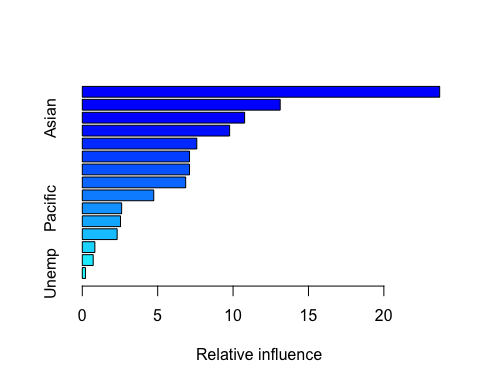 Asian
Pacific
Unemp
0 5 10 15 20
Relative influence